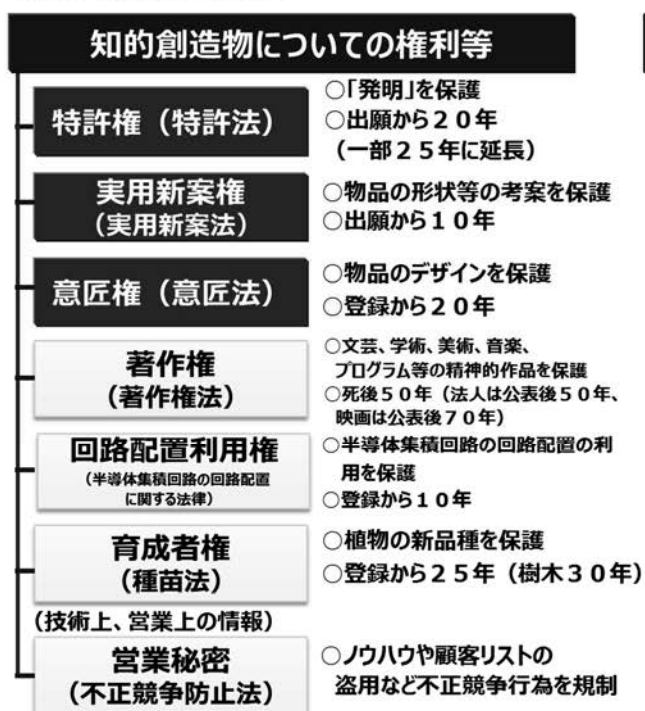 知的創造物についての権利等
特許権（特許法）
○「発明」を保護
○出願から２０年
（一部２５年に延長）
実用新案権
（実用新案法）
○物品の形状等の考案を保護
○出願から１０年
意匠権（意匠法）
○物品のデザインを保護
○登録から２０年
著作権
（著作権法）
○文芸、学術、美術、音楽、
プログラム等の精神的作品を保護
○死後５０年（法人は公表後５０年、
映画は公表後７０年）
回路配置利用権
（半導体集積回路の回路配置
に関する法律）
○半導体集積回路の回路配置の利
用を保護
○登録から１０年
育成者権
（種苗法）
○植物の新品種を保護
○登録から２５年（樹木３０年）
（技術上、営業上の情報）
営業秘密
（不正競争防止法）
○ノウハウや顧客リストの
盗用など不正競争行為を規制